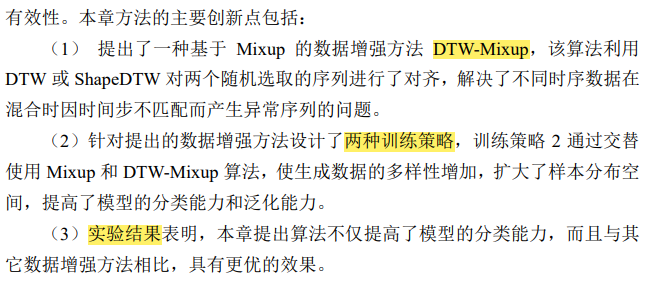 有效性。本章方法的主要创新点包括：
（1） 提出了一种基于 Mixup 的数据增强方法 DTW-Mixup，该算法利用
DTW 或 ShapeDTW 对两个随机选取的序列进行了对齐，解决了不同时序数据在
混合时因时间步不匹配而产生异常序列的问题。
（2）针对提出的数据增强方法设计了两种训练策略，训练策略 2 通过交替
使用 Mixup 和 DTW-Mixup 算法，使生成数据的多样性增加，扩大了样本分布空
间，提高了模型的分类能力和泛化能力。
（3）实验结果表明，本章提出算法不仅提高了模型的分类能力，而且与其
它数据增强方法相比，具有更优的效果。